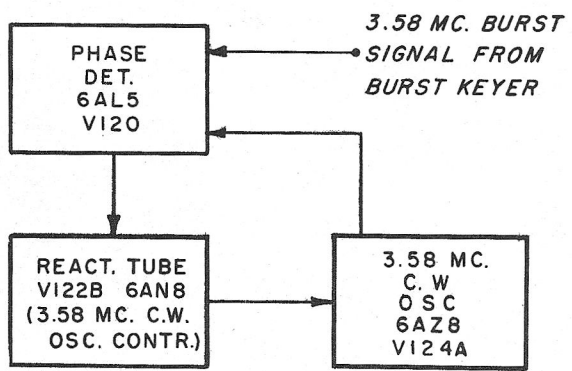 PHASE
DET.
6AL5
V120
3.58 MC. BURST
SIGNAL FROM
BURST KEYER
REACT. TUBE
V122B 6AN8
(3.58 MC. C.W.
OSC. CONTR.)
3.58 MC.
C. W
OSC
6AZ8
V124A